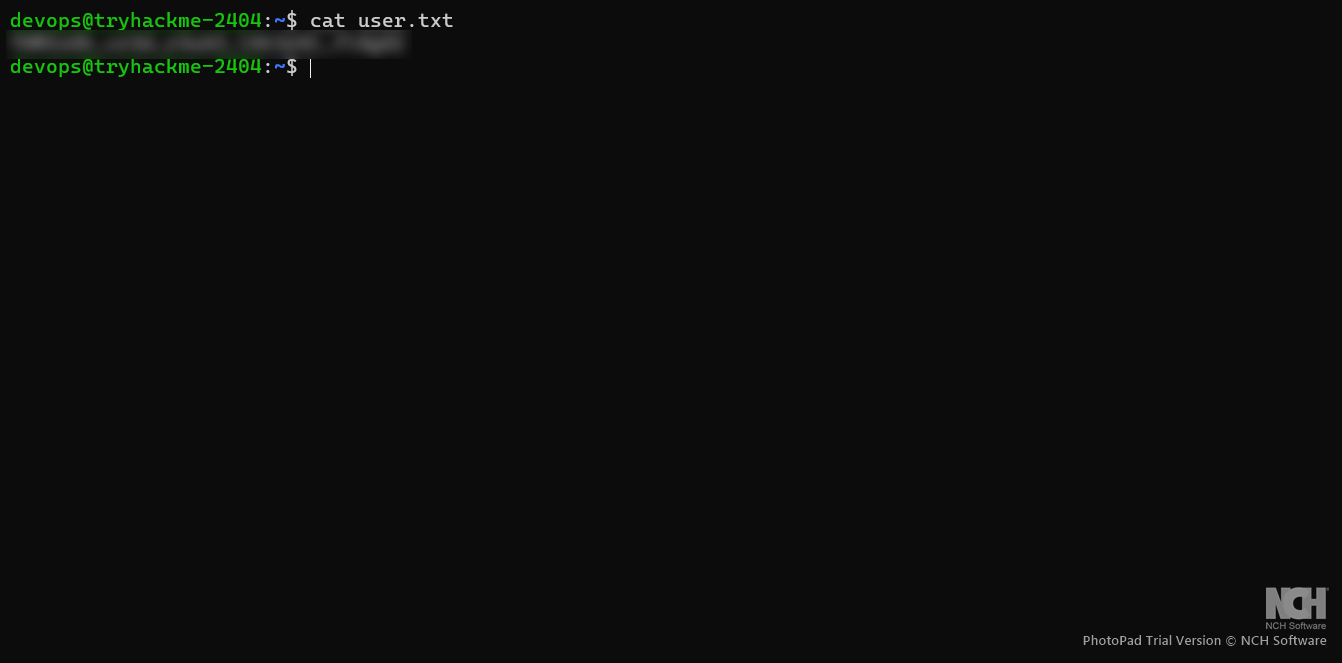 devops@tryhackme-2404:~$ cat user.txt
devops@tryhackme-2404:~$
NCH
NCH Software
PhotoPad Trial Version © NCH Software